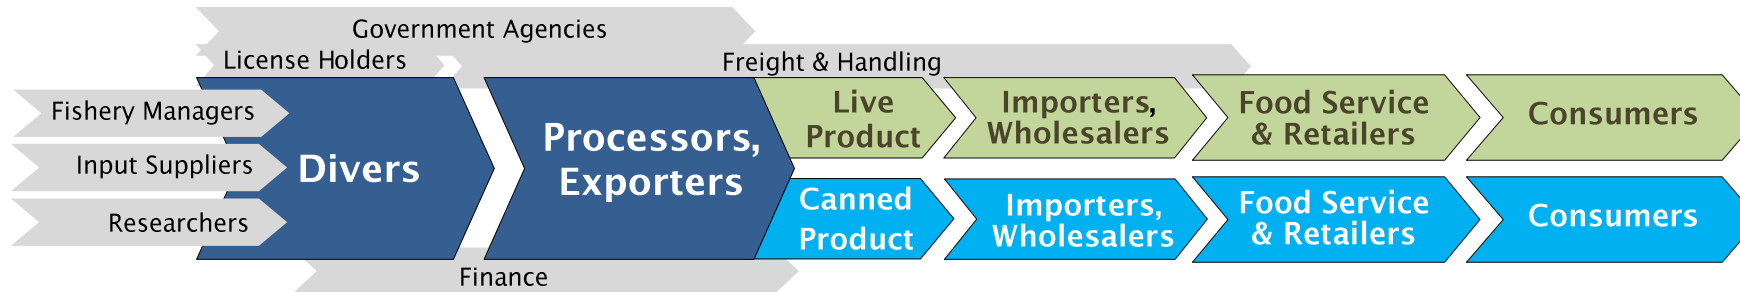 Government Agencies
License Holders
Freight & Handling
Fishery Managers
Input Suppliers
Researchers
Divers
Processors,
Exporters
Live
Product
Importers,
Wholesalers
Food Service
& Retailers
Consumers
Canned
Product
Importers,
Wholesalers
Food Service
& Retailers
Consumers
Finance